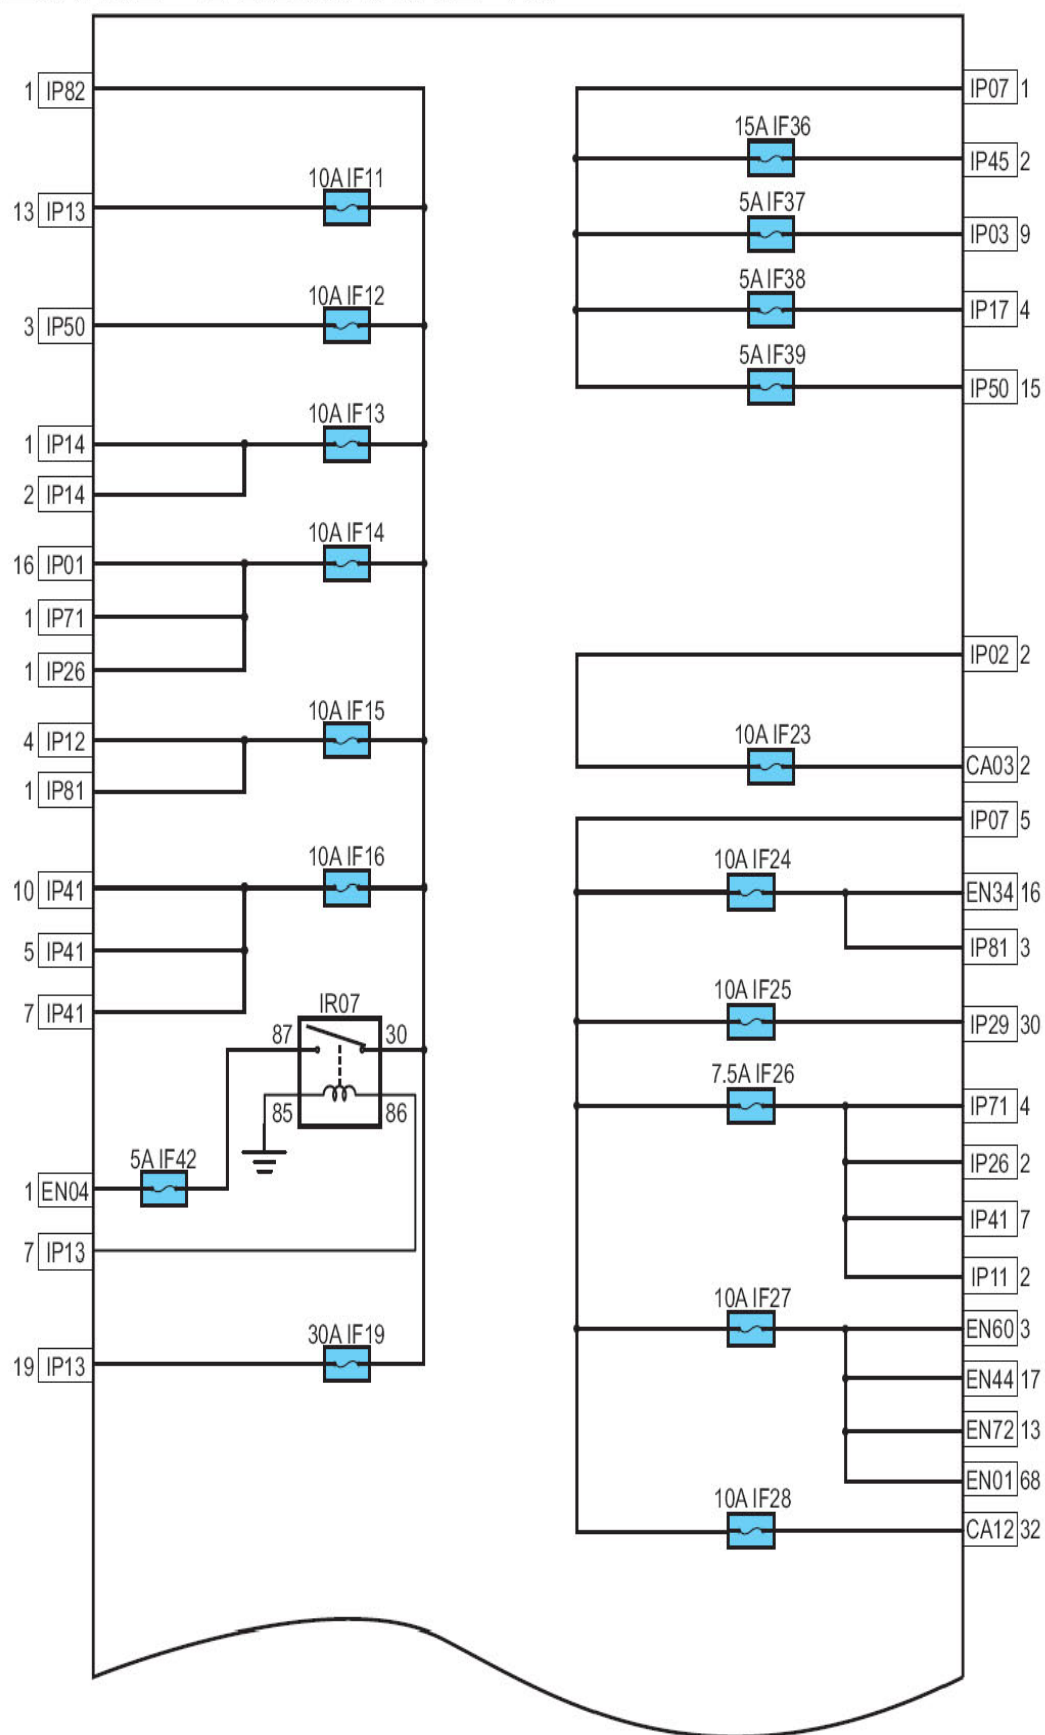 1 IP82
10A IF11
13 IP13
10A IF12
3 IP50
10A IF13
1 IP14
2 IP14
10A IF14
16 IP01
1 IP71
1 IP26
10A IF15
4 IP12
1 IP81
10A IF16
10 IP41
5 IP41
7 IP41
IR07
87 30
85 86
5A IF42
1 EN04
7 IP13
30A IF19
19 IP13
IP07 1
15A IF36
IP45 2
5A IF37
IP03 9
5A IF38
IP17 4
5A IF39
IP50 15
IP02 2
10A IF23
CA03 2
IP07 5
10A IF24
EN34 16
IP81 3
10A IF25
IP29 30
7.5A IF26
IP71 4
IP26 2
IP41 7
IP11 2
10A IF27
EN60 3
EN44 17
EN72 13
EN01 68
10A IF28
CA12 32